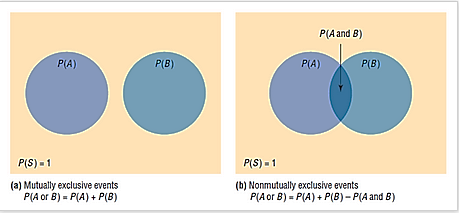 P(A and B)
P(A) P(B)
P(A) P(B)
P(S) = 1
P(S) = 1
(a) Mutually exclusive events
P(A or B) = P(A) + P(B)
(b) Nonmutually exclusive events
P(A or B) = P(A) + P(B) – P(A and B)